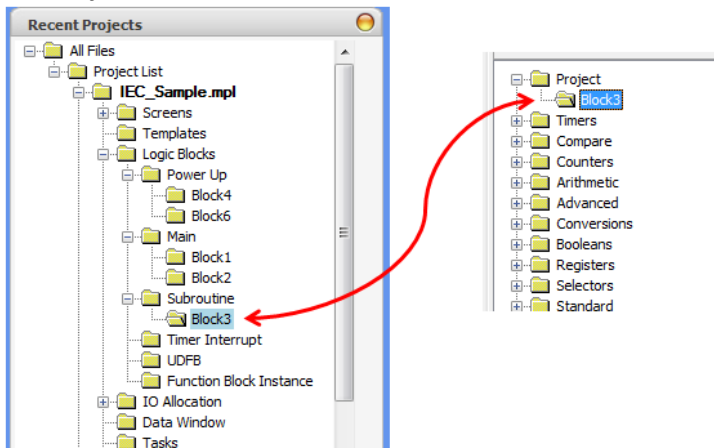 Recent Projects
All Files
Project List
IEC_Sample.mpl
Screens
Templates
Logic Blocks
Power Up
Block4
Block6
Main
Block1
Block2
Subroutine
Block3
Timer Interrupt
UDFB
Function Block Instance
IO Allocation
Data Window
Tasks
Project
Block3
Timers
Compare
Counters
Arithmetic
Advanced
Conversions
Booleans
Registers
Selectors
Standard